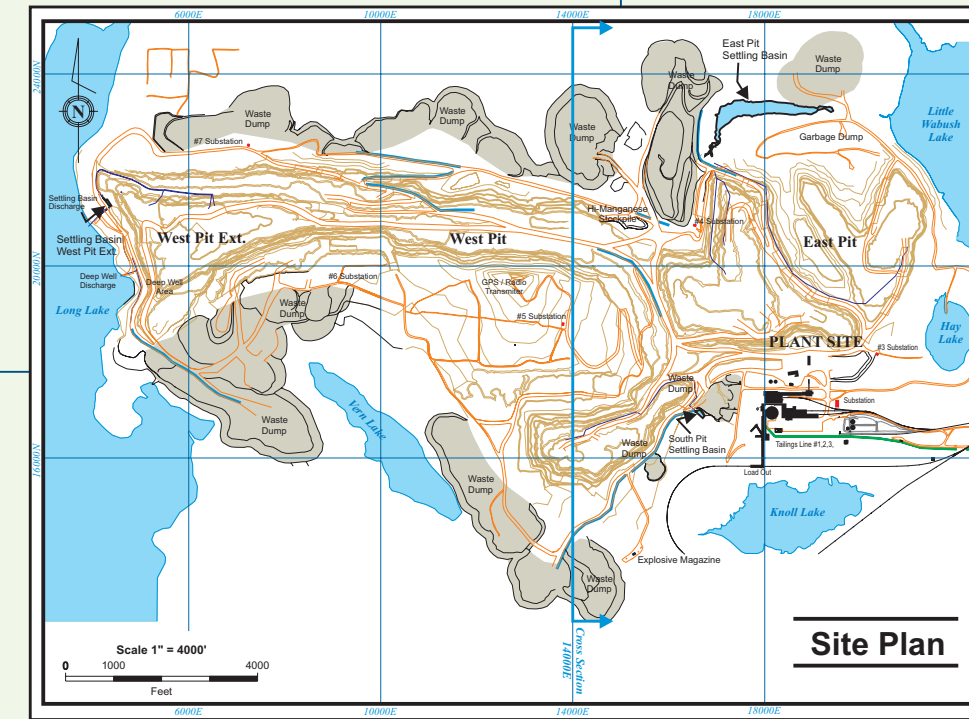 6000E
10000E
14000E
18000E
24000N
20000N
16000N
N
East Pit
Settling Basin
Waste
Dump
Waste
Dump
Little
Wabush
Lake
Waste
Dump
Waste
Dump
Waste
Dump
Garbage Dump
#7 Substation
Settling Basin
Discharge
Settling Basin
West Pit Ext.
West Pit Ext.
West Pit
Hi-Manganese
Stockpile
#4 Substation
East Pit
Deep Well
Discharge
Deep Well
Area
#6 Substation
GPS / Radio
Transmiter
Long Lake
Waste
Dump
#5 Substation
Hay
Lake
PLANT SITE
#3 Substation
Waste
Dump
Vern Lake
Waste
Dump
Substation
South Pit
Settling Basin
Waste
Dump
Tailings Line #1,2,3,
Load Out
Waste
Dump
Knoll Lake
Explosive Magazine
Waste
Dump
Cross Section
14000E
Site Plan
Scale 1" = 4000'
0
1000
4000
Feet
6000E
10000E
14000E
18000E